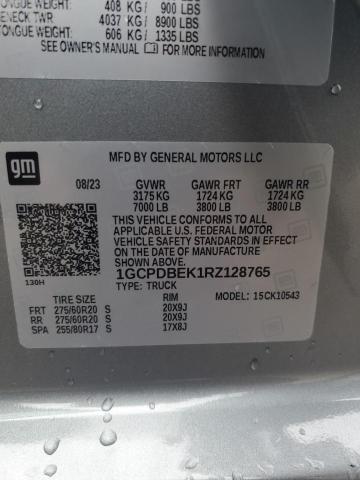 TONGUE WEIGHT: 408 KG/ 900 LBS
GENECK TWR 4037 KG/ 8900 LBS
TONGUE WEIGHT: 606 KG/ 1335 LBS
SEE OWNER'S MANUAL FOR MORE INFORMATION
gm
MFD BY GENERAL MOTORS LLC
08/23 GVWR GAWR FRT GAWR RR
3175 KG 1724 KG 1724 KG
7000 LB 3800 LB 3800 LB
THIS VEHICLE CONFORMS TO ALL
APPLICABLE U.S. FEDERAL MOTOR
VEHICLE SAFETY STANDARDS IN EFFECT
ON THE DATE OF MANUFACTURE
SHOWN ABOVE.
1GCPDBEK1RZ128765
130H
TYPE: TRUCK
RIM 15CK10543
FRT 275/60R20 S 20X9J
RR 275/60R20 S 20X9J
SPA 255/80R17 S 17X8J